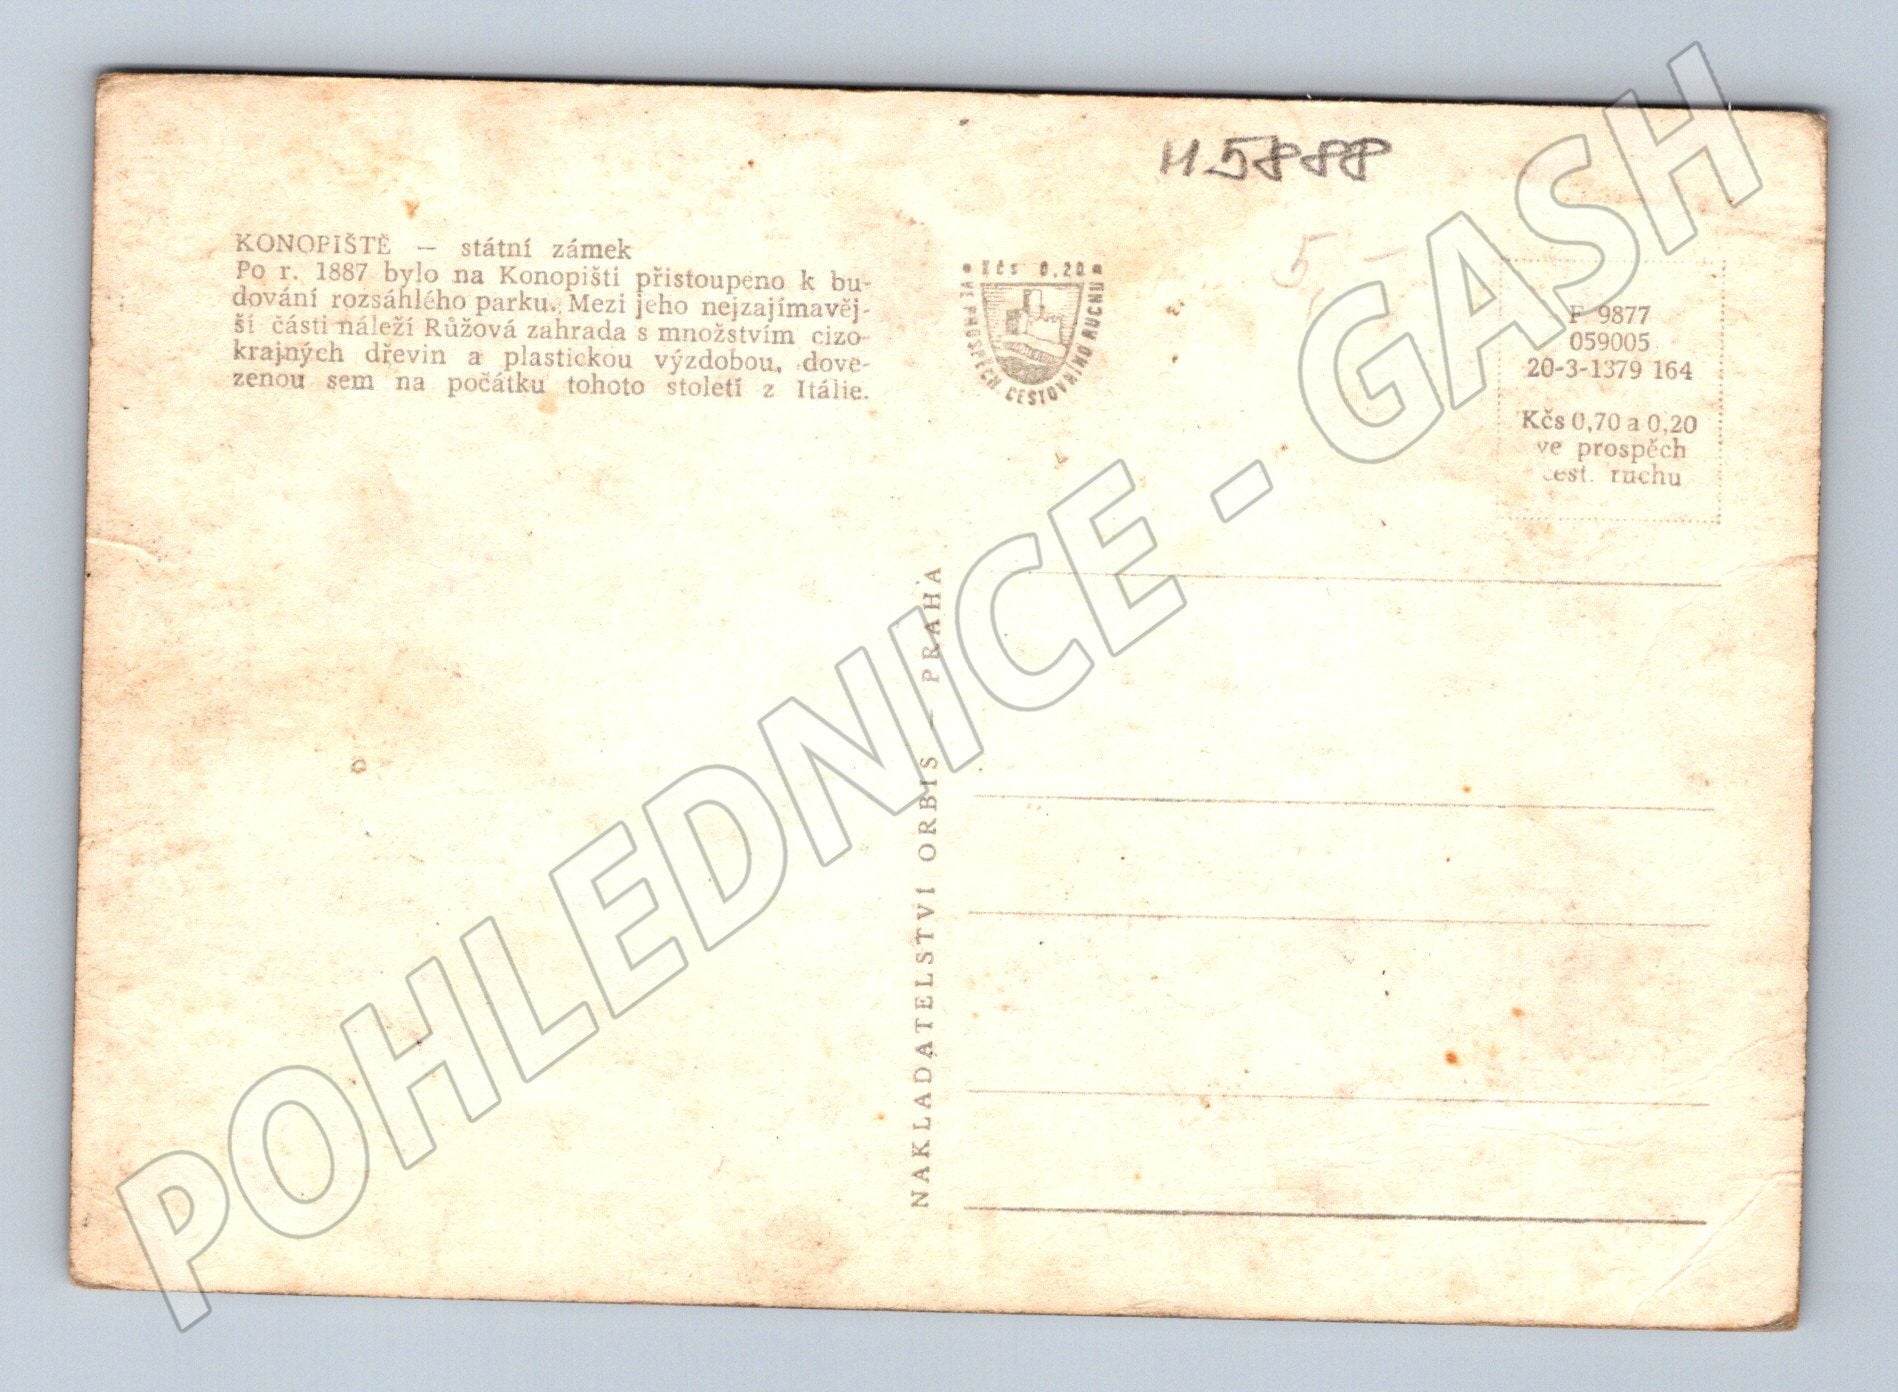 H5888
5,-
KONOPIŠTĚ — státní zámek
Po r. 1887 bylo na Konopišti přistoupeno k bu-
dování rozsáhlého parku. Mezi jeho nejzajímavěj-
ší části náleží Růžová zahrada s množstvím cizo-
krajných dřevin a plastickou výzdobou, dove-
zenou sem na počátku tohoto století z Itálie.
• Kčs 0,20 •
VE PROSPĚCH CESTOVNÍHO RUCHU
F 9877
059005
20-3-1379 164
Kčs 0,70 a 0,20
ve prospěch
cest. ruchu
NAKLADATELSTVÍ ORBIS — PRAHA
POHLEDNICE - GASH